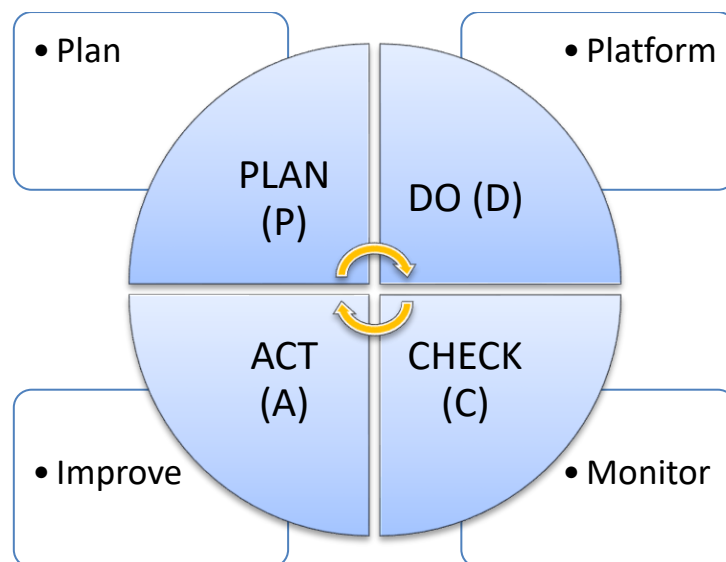 • Plan
• Platform
PLAN
(P)
DO (D)
ACT
(A)
CHECK
(C)
• Improve
• Monitor